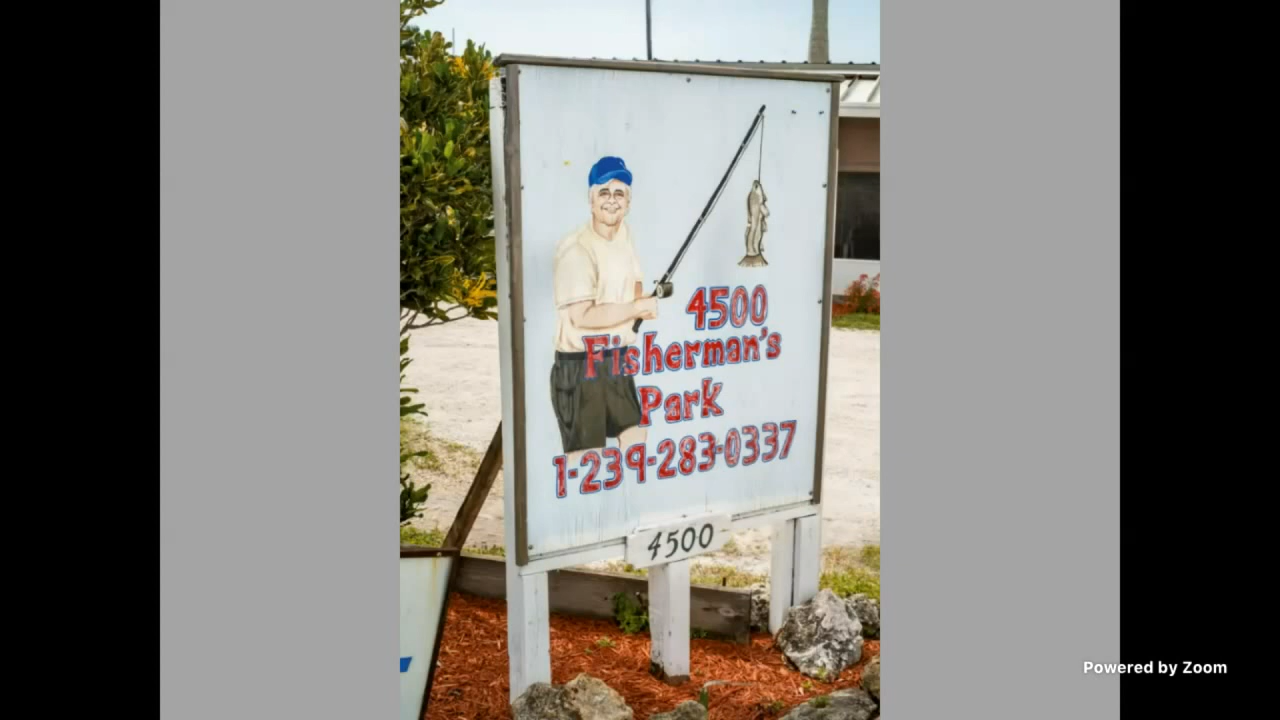 4500
Fisherman's
Park
1-239-283-0337
4500
Powered by Zoom